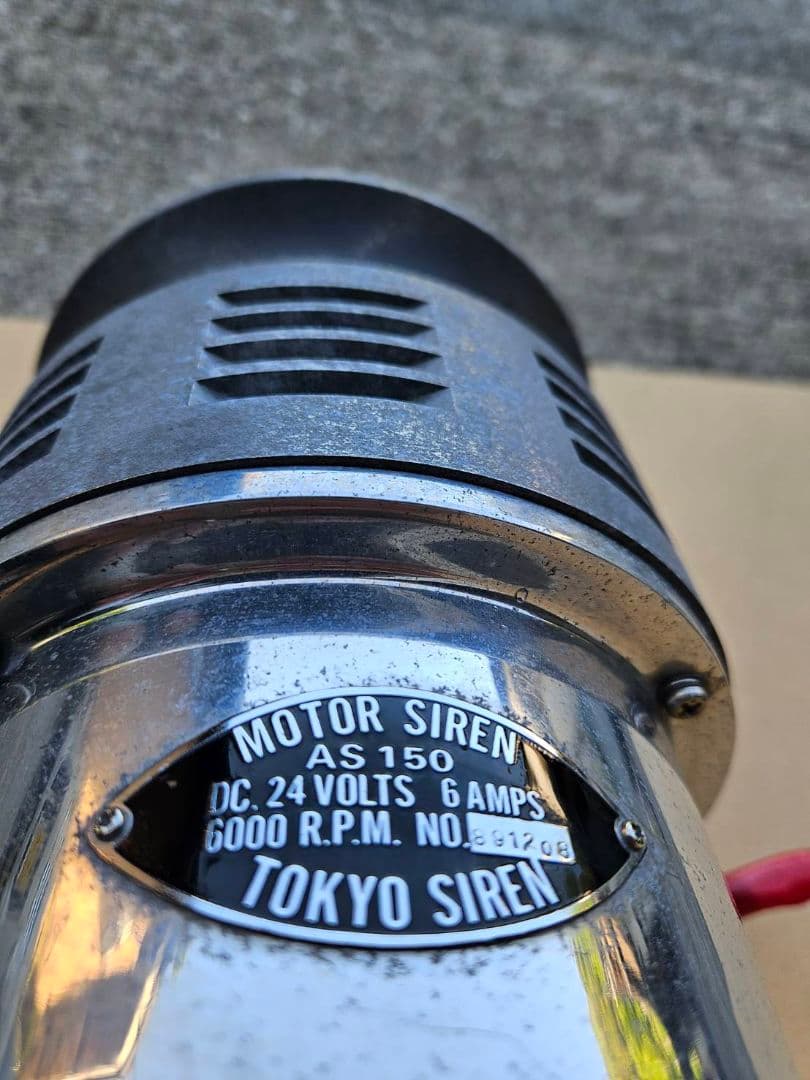 MOTOR SIREN
AS 150
DC. 24 VOLTS 6 AMPS
6000 R.P.M. NO. 891208
TOKYO SIREN